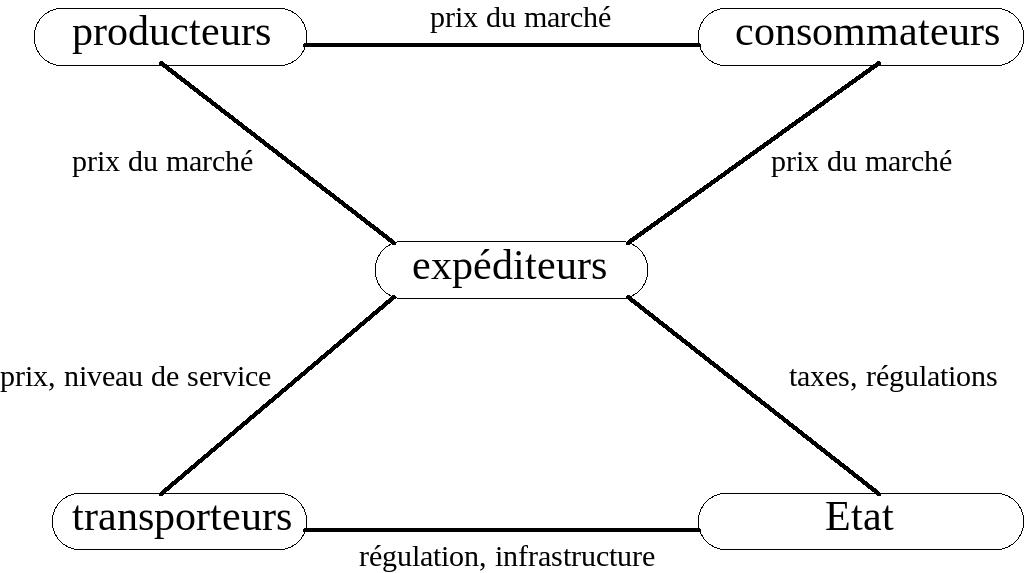 prix du marché
producteurs
consommateurs
prix du marché
prix du marché
expéditeurs
prix, niveau de service
taxes, régulations
transporteurs
Etat
régulation, infrastructure